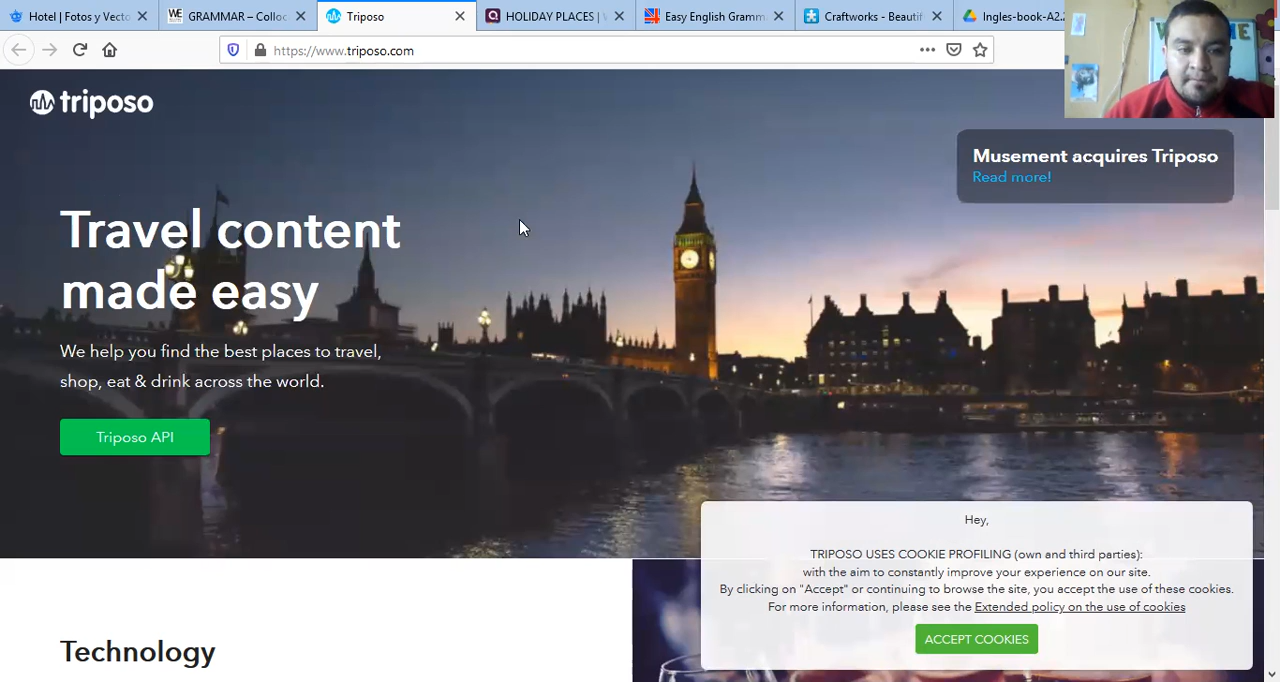 Hotel | Fotos y Vecto
GRAMMAR – Colloc
Triposo
HOLIDAY PLACES |
Easy English Gramm
Craftworks - Beautif
Ingles-book-A2.2
https://www.triposo.com
triposo
Musement acquires Triposo
Read more!
Travel content
made easy
We help you find the best places to travel,
shop, eat & drink across the world.
Triposo API
Hey,
TRIPOSO USES COOKIE PROFILING (own and third parties):
with the aim to constantly improve your experience on our site.
By clicking on "Accept" or continuing to browse the site, you accept the use of these cookies.
For more information, please see the Extended policy on the use of cookies
ACCEPT COOKIES
Technology